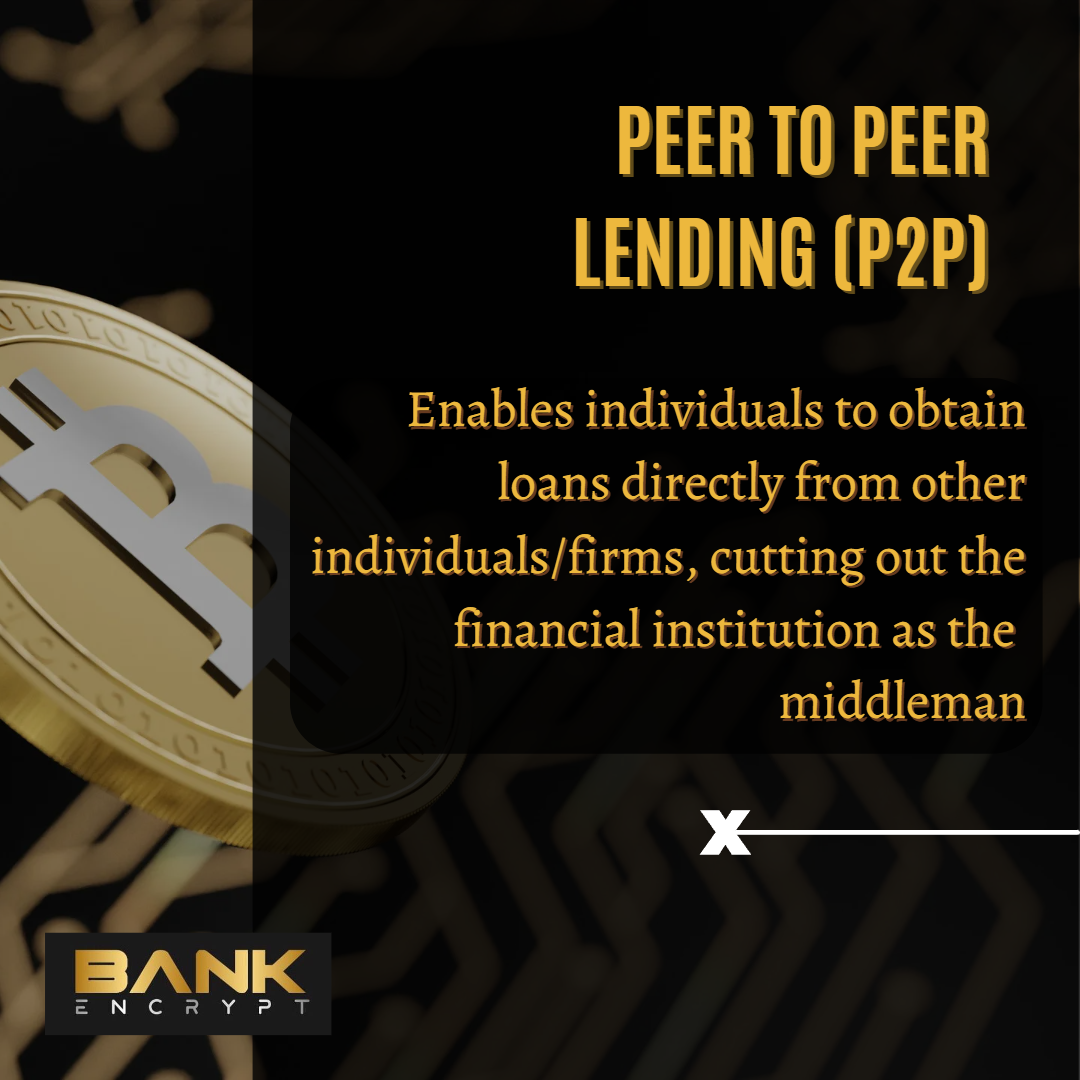 PEER TO PEER
LENDING (P2P)
Enables individuals to obtain
loans directly from other
individuals/firms, cutting out the
financial institution as the
middleman
X
BANK
ENCRYPT